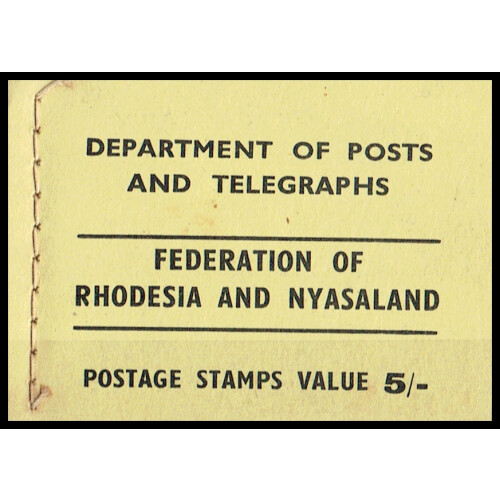 DEPARTMENT OF POSTS
AND TELEGRAPHS
FEDERATION OF
RHODESIA AND NYASALAND
POSTAGE STAMPS VALUE 5/-